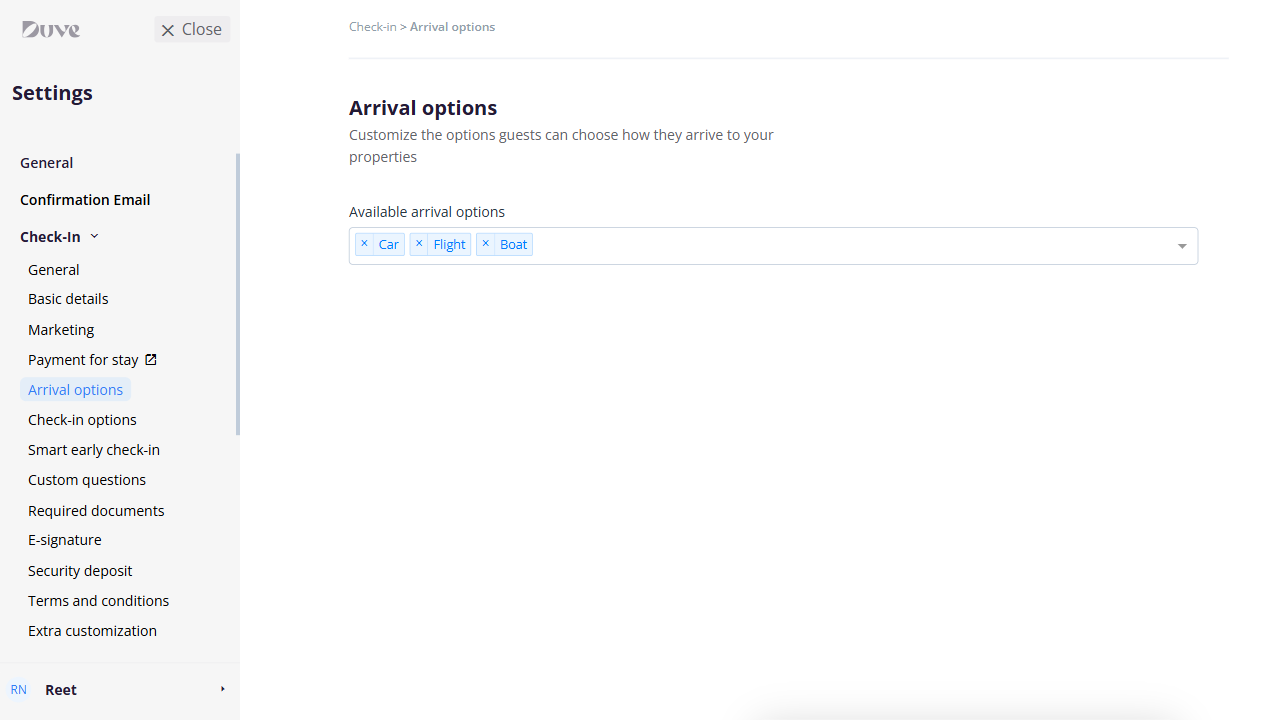 Duve
× Close
Settings
General
Confirmation Email
Check-In
General
Basic details
Marketing
Payment for stay
Arrival options
Check-in options
Smart early check-in
Custom questions
Required documents
E-signature
Security deposit
Terms and conditions
Extra customization
RN Reet
Check-in > Arrival options
Arrival options
Customize the options guests can choose how they arrive to your
properties
Available arrival options
× Car × Flight × Boat